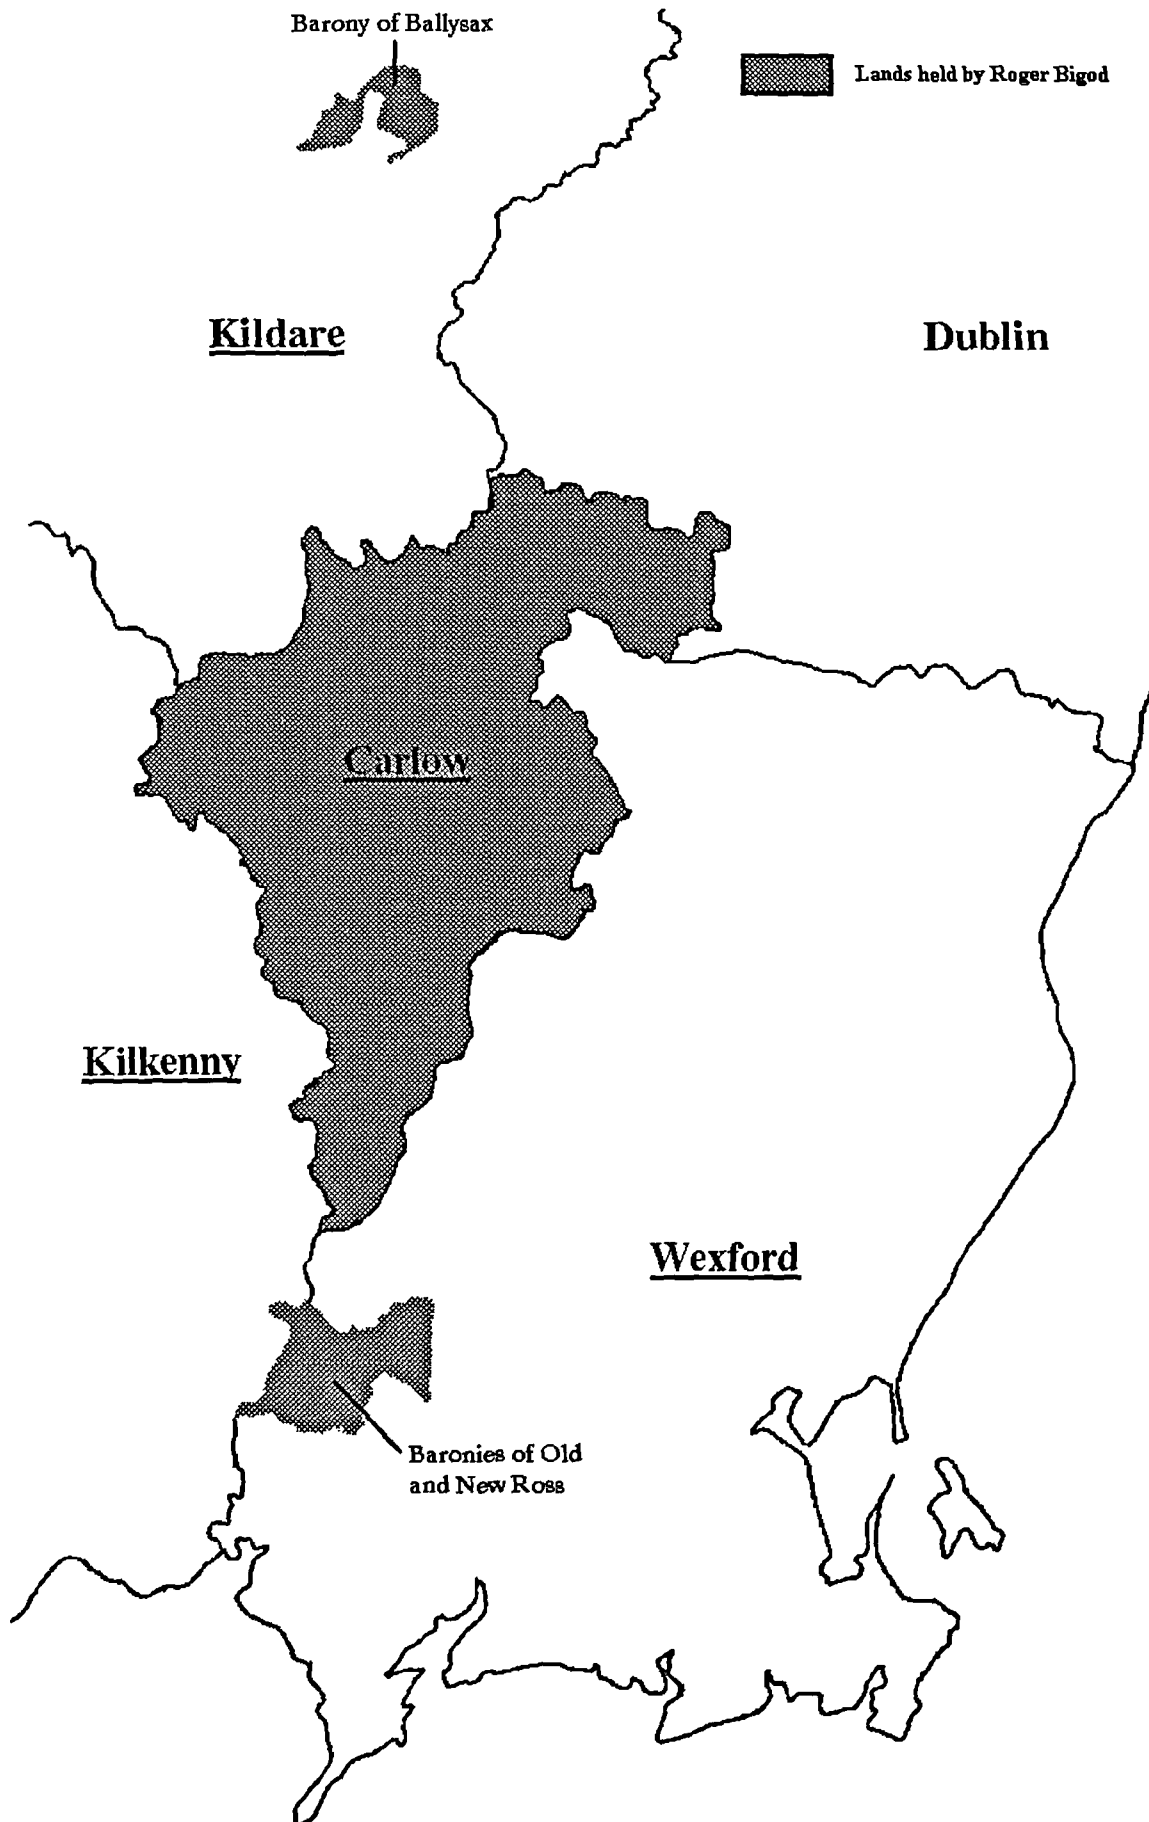 Barony of Ballysax
Lands held by Roger Bigod
Kildare
Dublin
Carlow
Kilkenny
Wexford
Baronies of Old
and New Ross